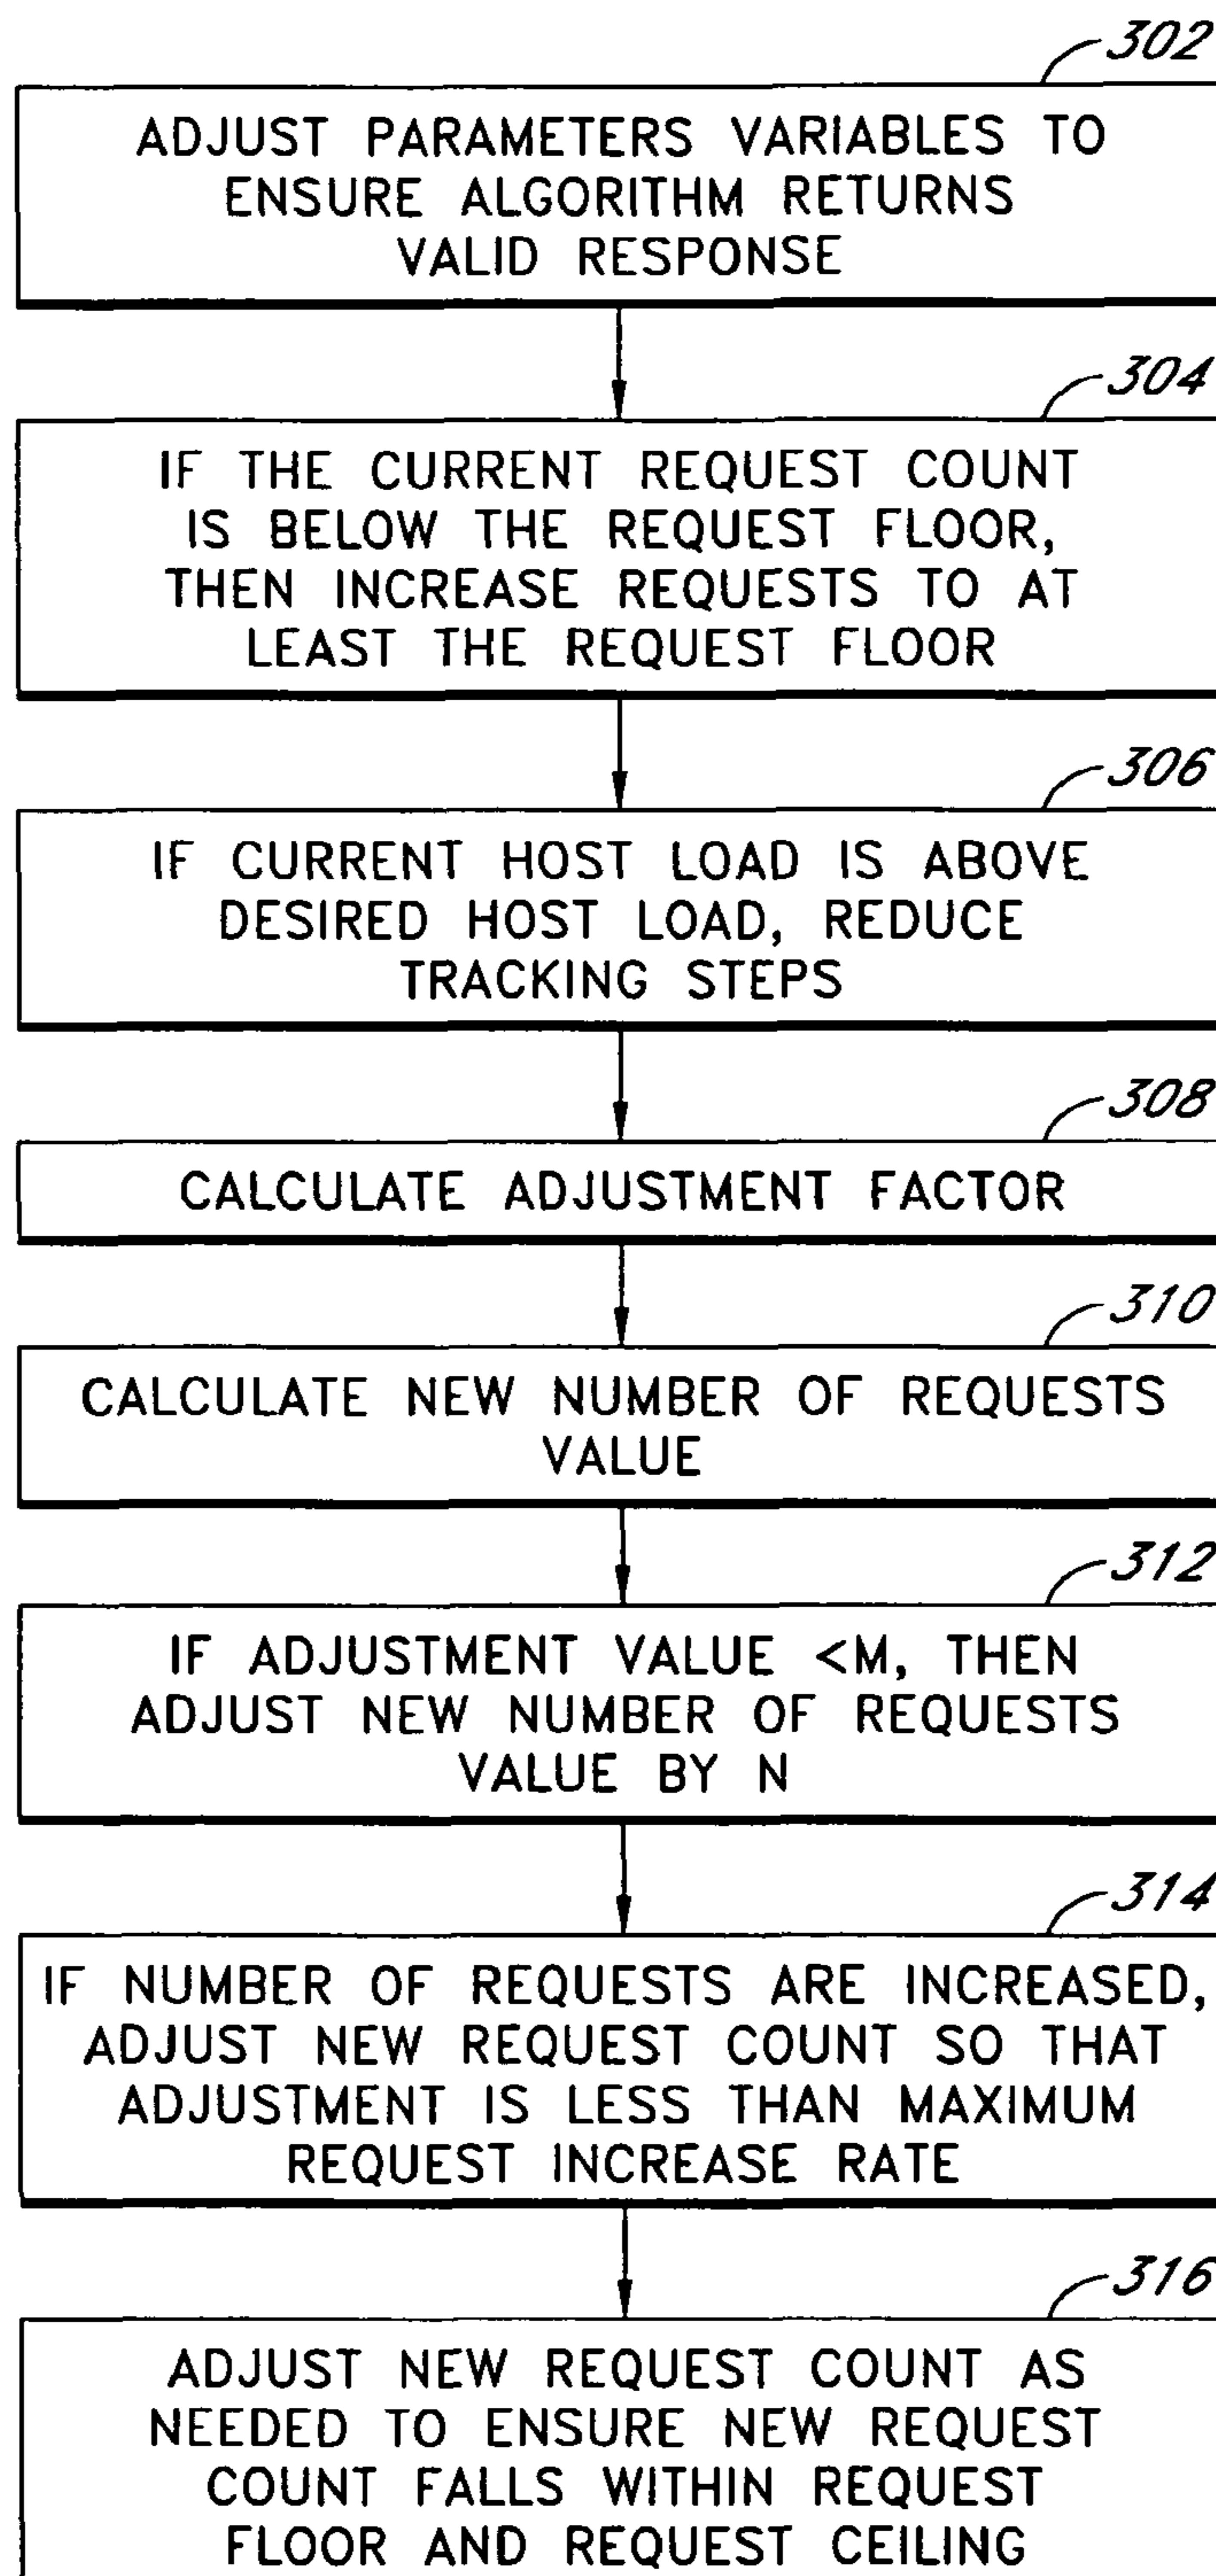 302
ADJUST PARAMETERS VARIABLES TO
ENSURE ALGORITHM RETURNS
VALID RESPONSE
304
IF THE CURRENT REQUEST COUNT
IS BELOW THE REQUEST FLOOR,
THEN INCREASE REQUESTS TO AT
LEAST THE REQUEST FLOOR
306
IF CURRENT HOST LOAD IS ABOVE
DESIRED HOST LOAD, REDUCE
TRACKING STEPS
308
CALCULATE ADJUSTMENT FACTOR
310
CALCULATE NEW NUMBER OF REQUESTS
VALUE
312
IF ADJUSTMENT VALUE <M, THEN
ADJUST NEW NUMBER OF REQUESTS
VALUE BY N
314
IF NUMBER OF REQUESTS ARE INCREASED,
ADJUST NEW REQUEST COUNT SO THAT
ADJUSTMENT IS LESS THAN MAXIMUM
REQUEST INCREASE RATE
316
ADJUST NEW REQUEST COUNT AS
NEEDED TO ENSURE NEW REQUEST
COUNT FALLS WITHIN REQUEST
FLOOR AND REQUEST CEILING